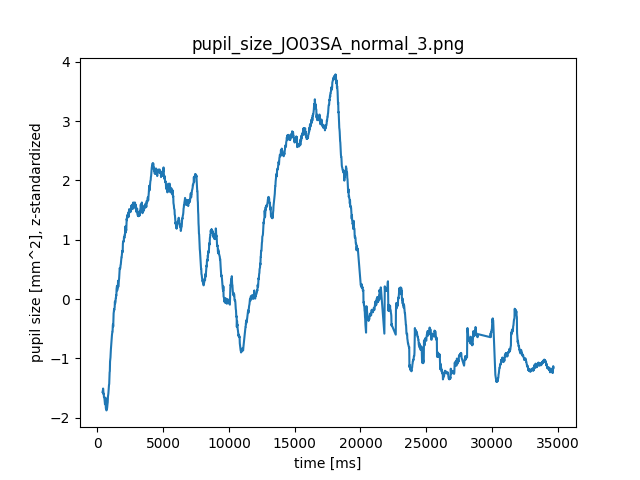 pupil_size_JO03SA_normal_3.png
pupil size [mm^2], z-standardized
4
3
2
1
0
−1
−2
0 5000 10000 15000 20000 25000 30000 35000
time [ms]